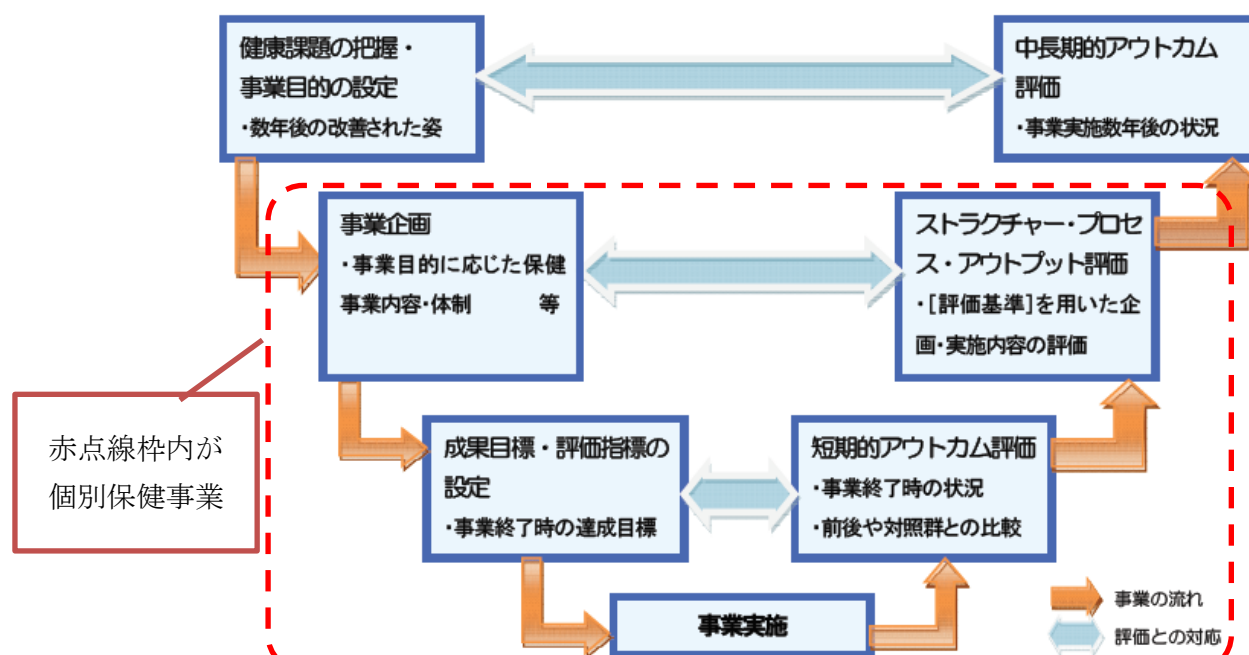 健康課題の把握・
事業目的の設定
・数年後の改善された姿
中長期的アウトカム
評価
・事業実施数年後の状況
事業企画
・事業目的に応じた保健
事業内容・体制 等
ストラクチャー・プロセ
ス・アウトプット評価
・[評価基準]を用いた企
画・実施内容の評価
赤点線枠内が
個別保健事業
成果目標・評価指標の
設定
・事業終了時の達成目標
短期的アウトカム評価
・事業終了時の状況
・前後や対照群との比較
事業実施
事業の流れ
評価との対応